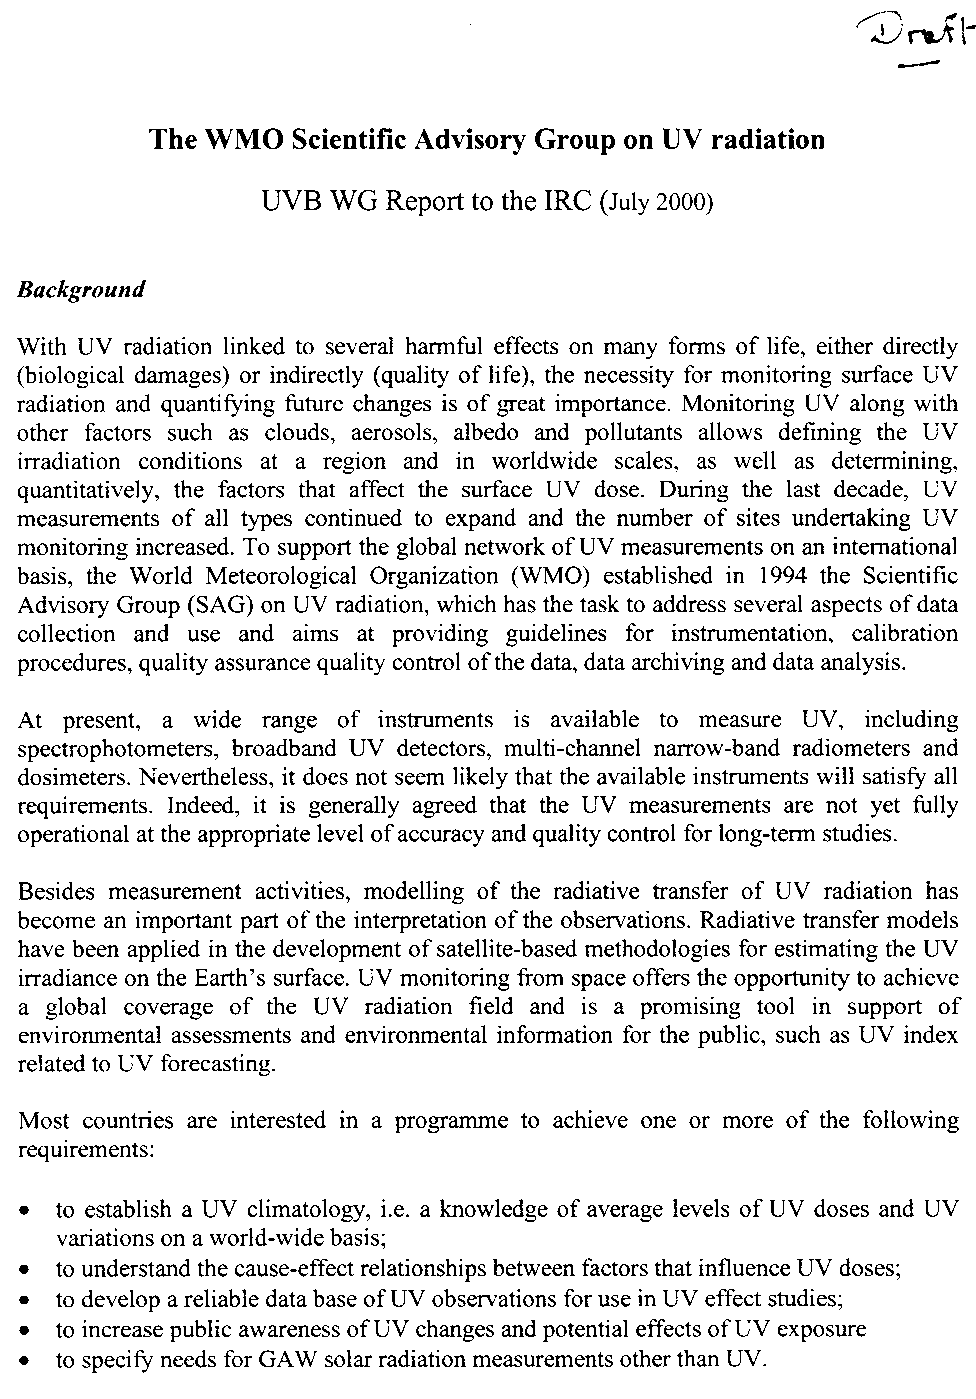 Draft
The WMO Scientific Advisory Group on UV radiation
UVB WG Report to the IRC (July 2000)
Background
With UV radiation linked to several harmful effects on many forms of life, either directly
(biological damages) or indirectly (quality of life), the necessity for monitoring surface UV
radiation and quantifying future changes is of great importance. Monitoring UV along with
other factors such as clouds, aerosols, albedo and pollutants allows defining the UV
irradiation conditions at a region and in worldwide scales, as well as determining,
quantitatively, the factors that affect the surface UV dose. During the last decade, UV
measurements of all types continued to expand and the number of sites undertaking UV
monitoring increased. To support the global network of UV measurements on an international
basis, the World Meteorological Organization (WMO) established in 1994 the Scientific
Advisory Group (SAG) on UV radiation, which has the task to address several aspects of data
collection and use and aims at providing guidelines for instrumentation, calibration
procedures, quality assurance quality control of the data, data archiving and data analysis.
At present, a wide range of instruments is available to measure UV, including
spectrophotometers, broadband UV detectors, multi-channel narrow-band radiometers and
dosimeters. Nevertheless, it does not seem likely that the available instruments will satisfy all
requirements. Indeed, it is generally agreed that the UV measurements are not yet fully
operational at the appropriate level of accuracy and quality control for long-term studies.
Besides measurement activities, modelling of the radiative transfer of UV radiation has
become an important part of the interpretation of the observations. Radiative transfer models
have been applied in the development of satellite-based methodologies for estimating the UV
irradiance on the Earth's surface. UV monitoring from space offers the opportunity to achieve
a global coverage of the UV radiation field and is a promising tool in support of
environmental assessments and environmental information for the public, such as UV index
related to UV forecasting.
Most countries are interested in a programme to achieve one or more of the following
requirements:
• to establish a UV climatology, i.e. a knowledge of average levels of UV doses and UV
variations on a world-wide basis;
• to understand the cause-effect relationships between factors that influence UV doses;
• to develop a reliable data base of UV observations for use in UV effect studies;
• to increase public awareness of UV changes and potential effects of UV exposure
• to specify needs for GAW solar radiation measurements other than UV.